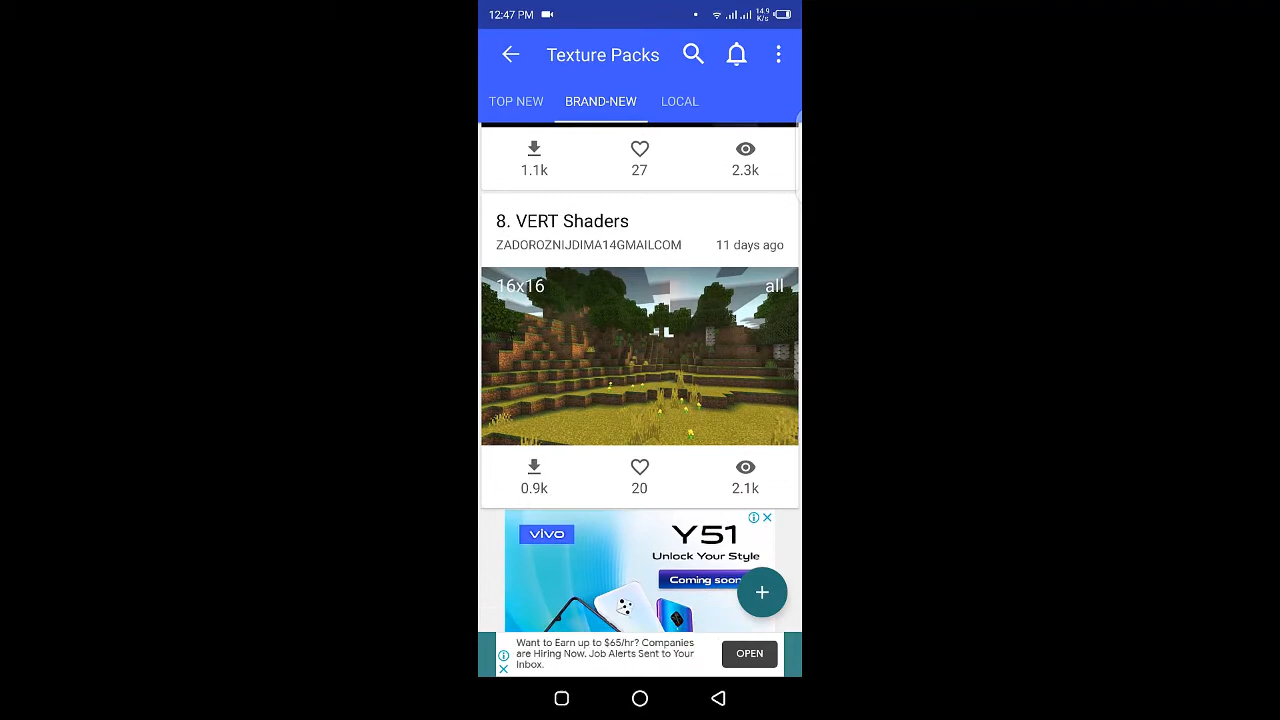 12:47 PM
14.9
K/s
Texture Packs
TOP NEW
BRAND-NEW
LOCAL
1.1k
27
2.3k
8. VERT Shaders
ZADOROZNIJDIMA14GMAILCOM
11 days ago
16x16
all
0.9k
20
2.1k
vivo
Y51
Unlock Your Style
Coming soon
Want to Earn up to $65/hr? Companies
are Hiring Now. Job Alerts Sent to Your
Inbox.
OPEN